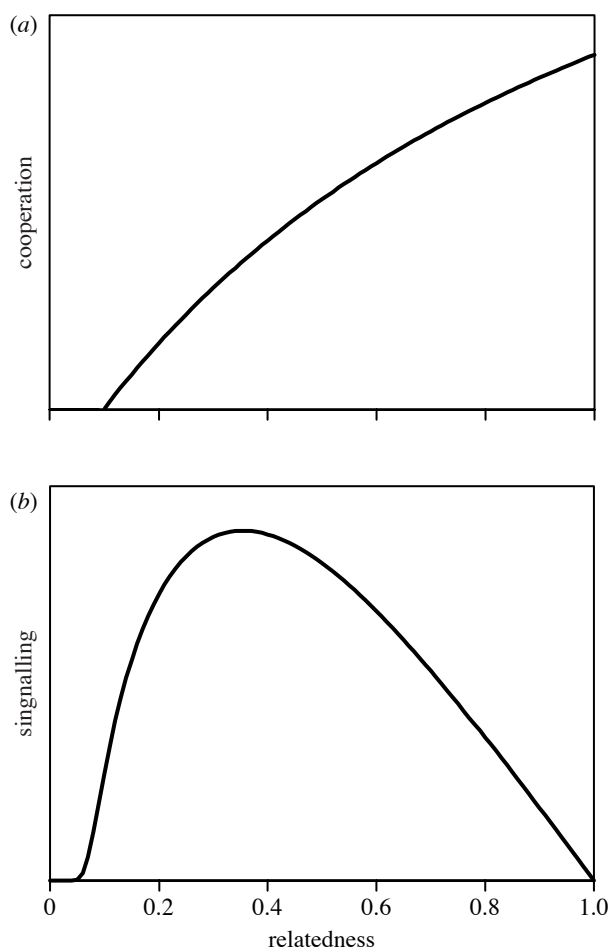 (a)
cooperation
(b)
singnalling
0 0.2 0.4 0.6 0.8 1.0
relatedness